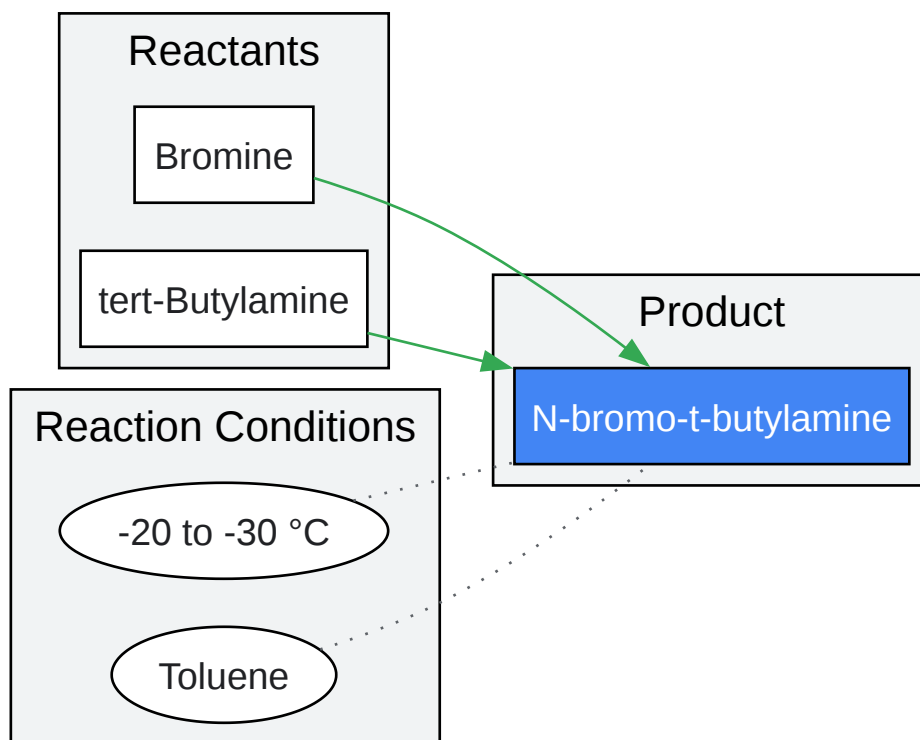 Reactants
Bromine
tert-Butylamine
Product
N-bromo-t-butylamine
Reaction Conditions
-20 to -30 °C
Toluene